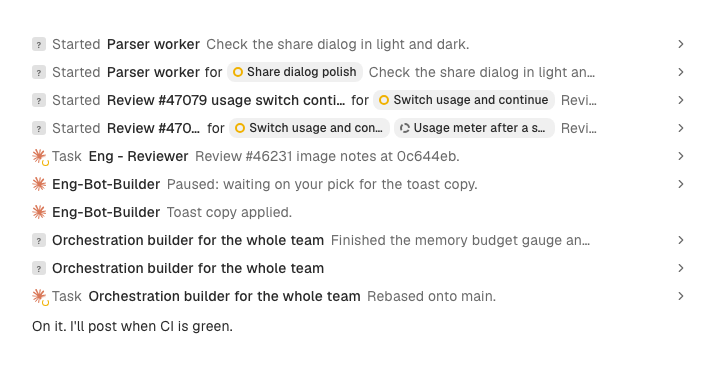 ? Started Parser worker Check the share dialog in light and dark.
? Started Parser worker for Share dialog polish Check the share dialog in light an…
? Started Review #47079 usage switch conti… for Switch usage and continue Revi…
? Started Review #470… for Switch usage and con… Usage meter after a s… Revi…
Task Eng - Reviewer Review #46231 image notes at 0c644eb.
Eng-Bot-Builder Paused: waiting on your pick for the toast copy.
Eng-Bot-Builder Toast copy applied.
? Orchestration builder for the whole team Finished the memory budget gauge an…
? Orchestration builder for the whole team
Task Orchestration builder for the whole team Rebased onto main.
On it. I'll post when CI is green.